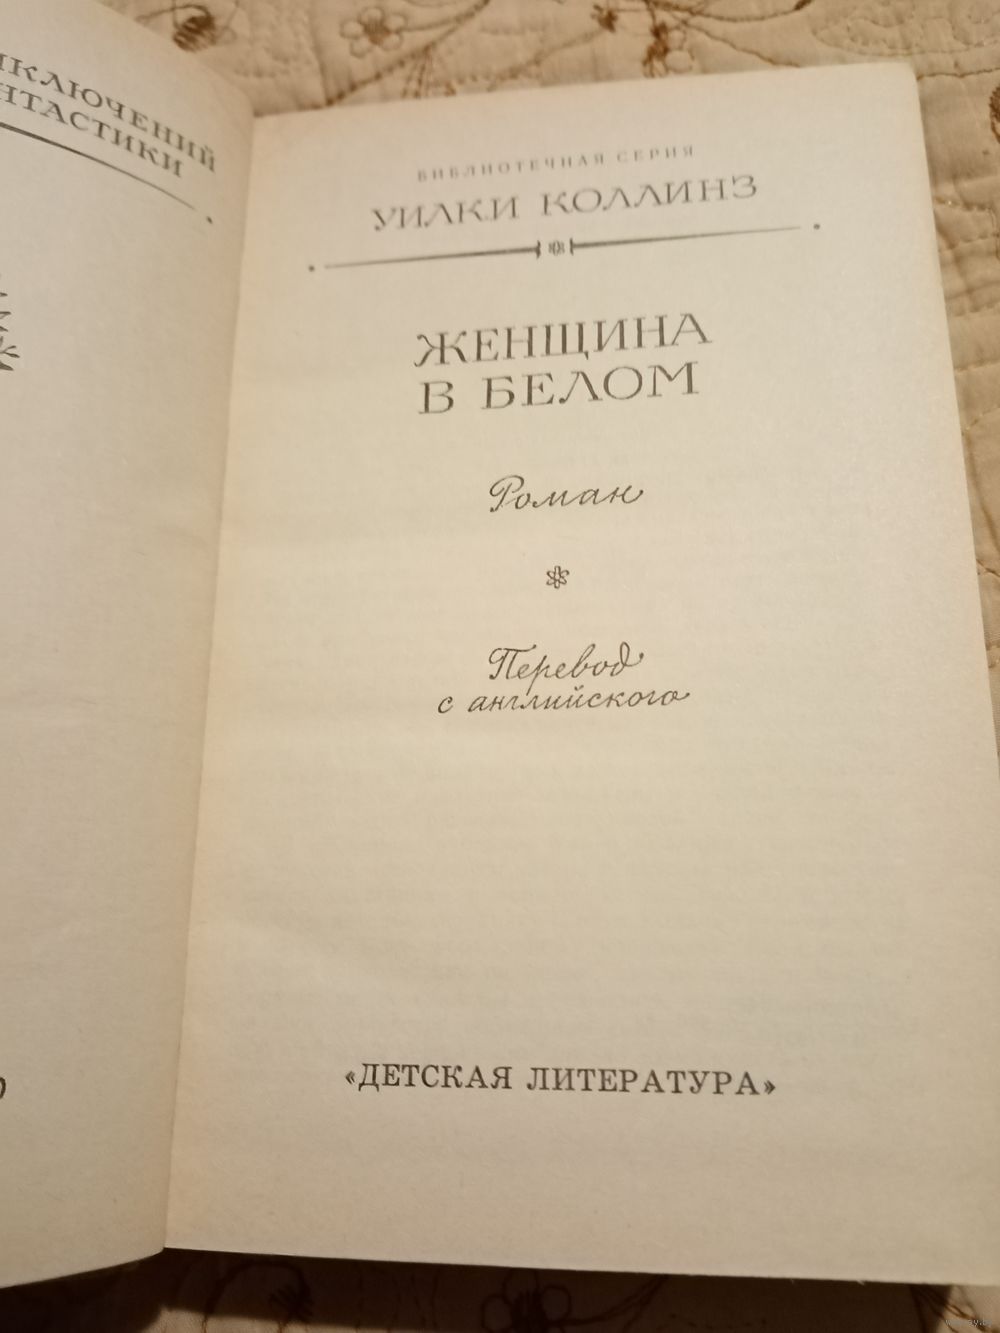 БИБЛИОТЕЧНАЯ СЕРИЯ
УИЛКИ КОЛЛИНЗ
ЖЕНЩИНА
В БЕЛОМ
Роман
Перевод
с английского
«ДЕТСКАЯ ЛИТЕРАТУРА»